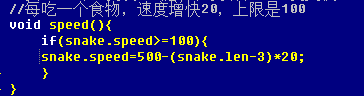 //每吃一个食物，速度增快20，上限是100
void speed(){
    if(snake.speed>=100){
    snake.speed=500-(snake.len-3)*20;
    }
}